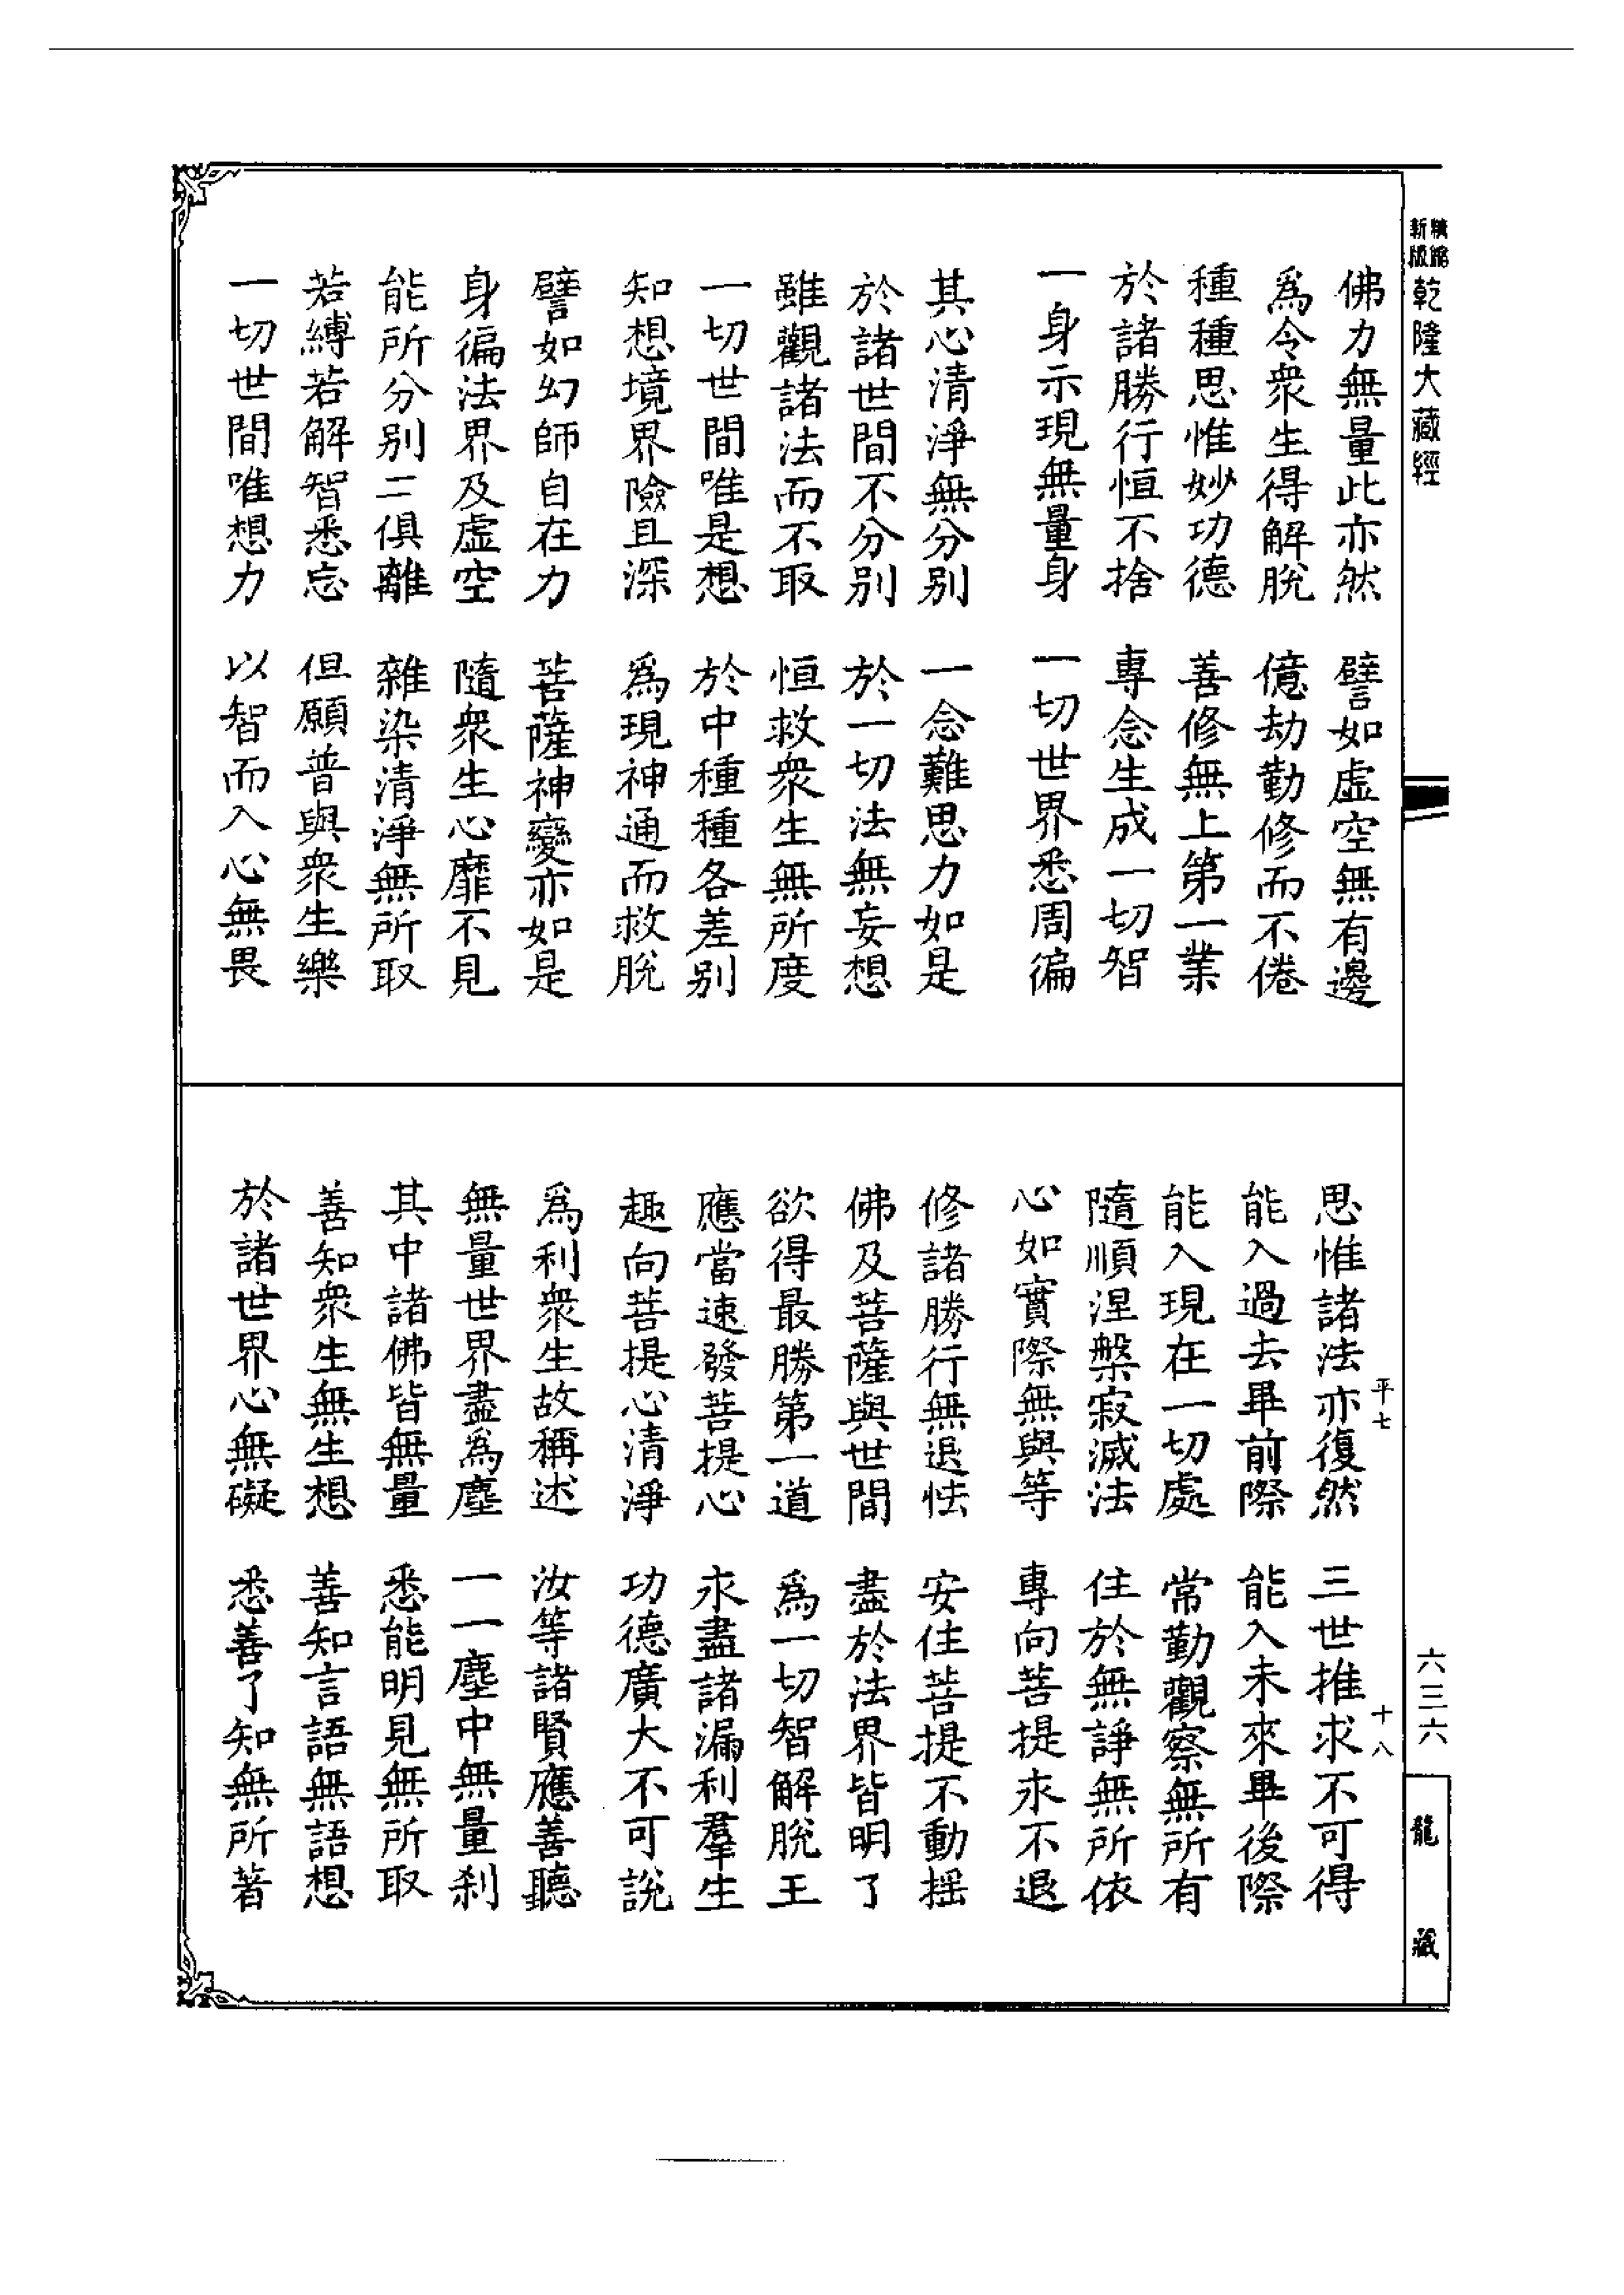 新版精縮乾隆大藏經
佛力無量此亦然　譬如虛空無有邊
爲令衆生得解脫　億劫勤修而不倦
種種思惟妙功德　善修無上第一業
於諸勝行恒不捨　專念生成一切智
一身示現無量身　一切世界悉周徧
其心清淨無分别　一念難思力如是
於諸世間不分别　於一切法無妄想
雖觀諸法而不取　恒救衆生無所度
一切世間唯是想　於中種種各差别
知想境界險且深　爲現神通而救脫
譬如幻師自在力　菩薩神變亦如是
身徧法界及虛空　隨衆生心靡不見
能所分别二俱離　雜染清淨無所取
若縛若解智悉忘　但願普與衆生樂
一切世間唯想力　以智而入心無畏
思惟諸法亦復然　三世推求不可得
能入過去畢前際　能入未來畢後際
能入現在一切處　常勤觀察無所有
隨順涅槃寂滅法　住於無諍無所依
心如實際無與等　專向菩提永不退
修諸勝行無退怯　安住菩提不動搖
佛及菩薩與世間　盡於法界皆明了
欲得最勝第一道　爲一切智解脫王
應當速發菩提心　永盡諸漏利羣生
趣向菩提心清淨　功德廣大不可說
爲利衆生故稱述　汝等諸賢應善聽
無量世界盡爲塵　一一塵中無量刹
其中諸佛皆無量　悉能明見無所取
善知衆生無生想　善知言語無語想
於諸世界心無礙　悉善了知無所著
平七
十八
六三六
龍藏